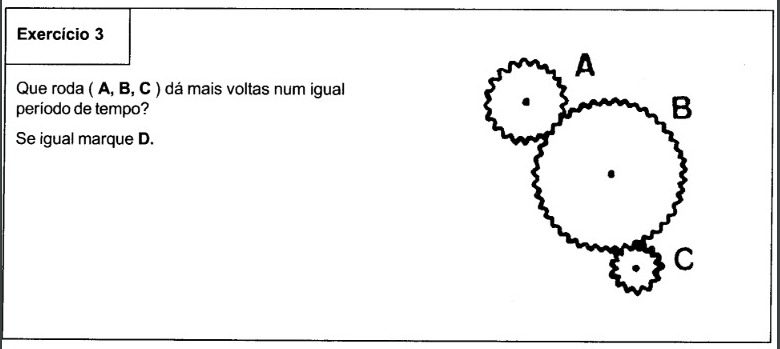 Exercício 3
Que roda ( A, B, C ) dá mais voltas num igual
período de tempo?
Se igual marque D.
A
B
C